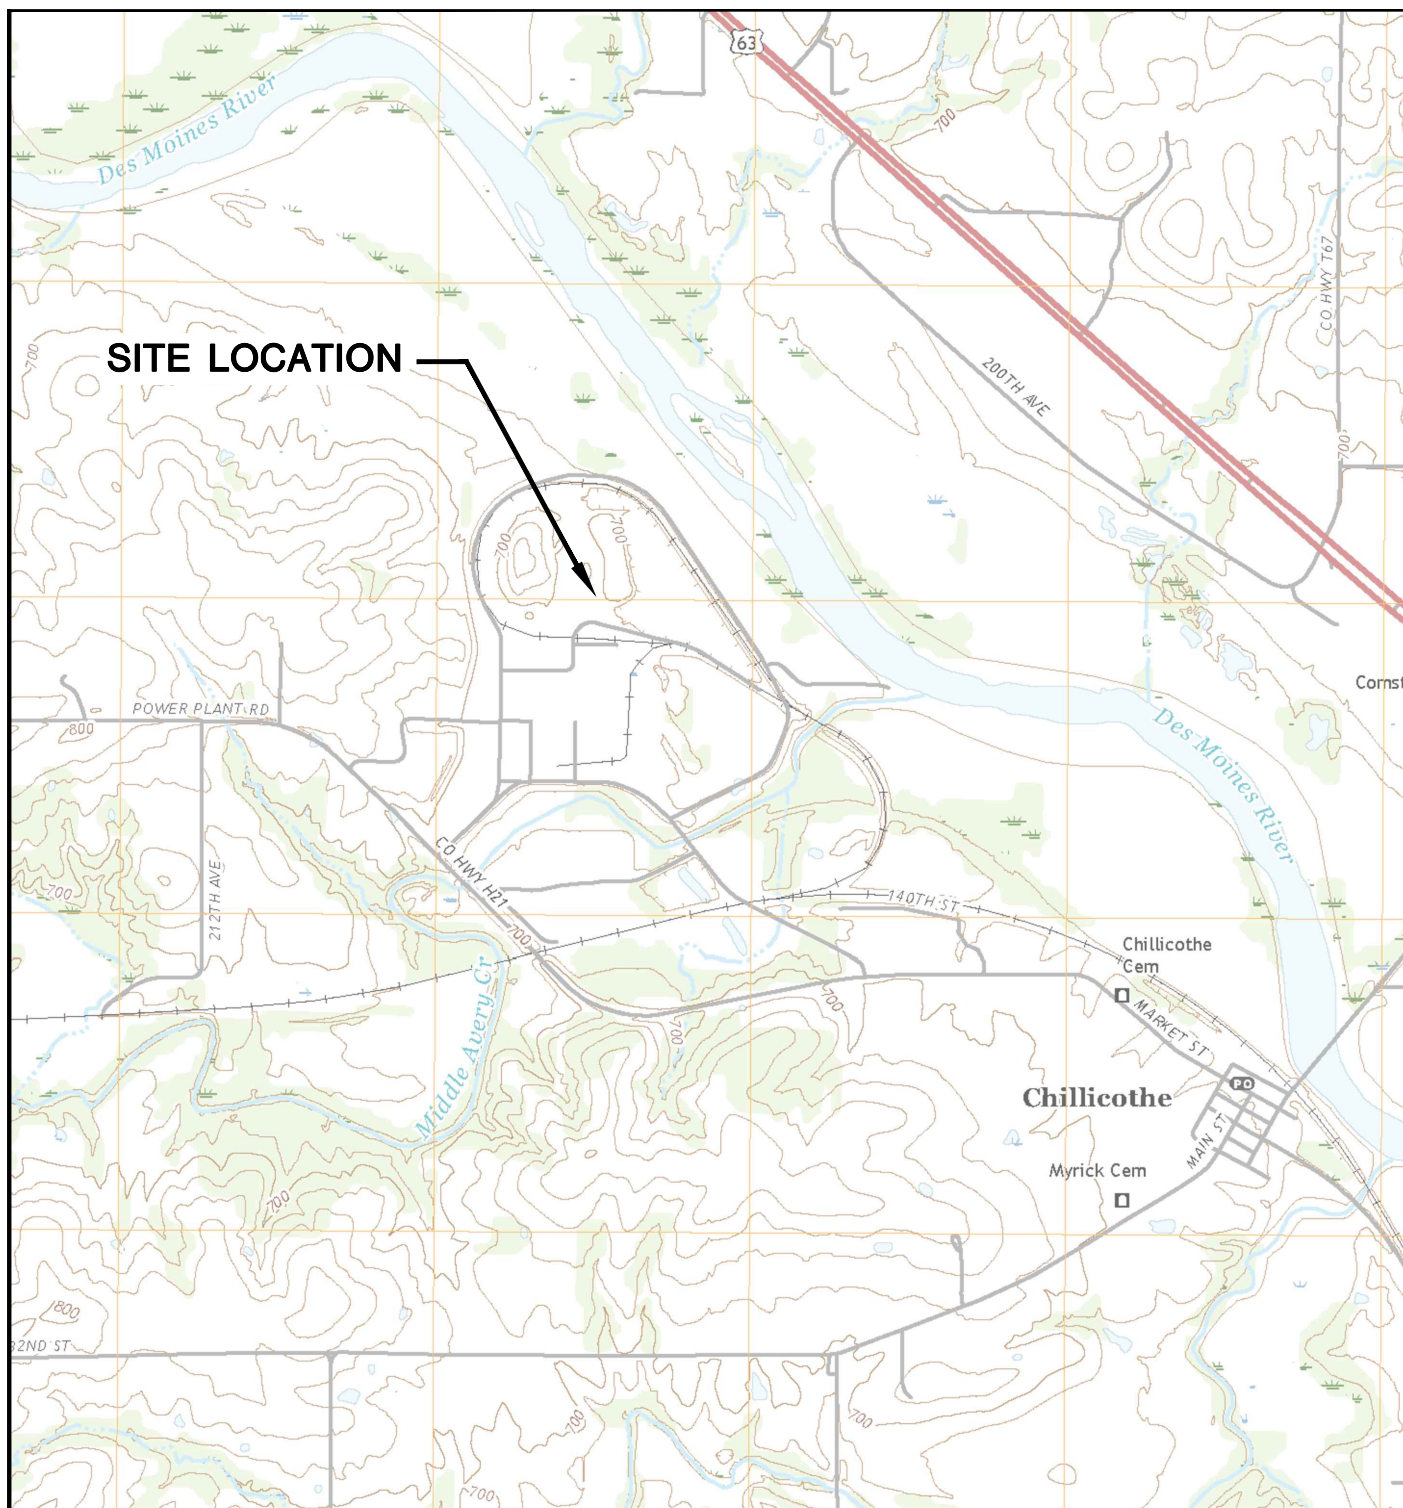 63
Des Moines River
700
CO HWY T67
700
SITE LOCATION
200TH AVE
700
700
700
Cornst
POWER PLANT RD
800
Des Moines River
CO HWY H21
212TH AVE
700
140TH ST
700
Chillicothe
Cem
Middle Avery Cr
700
700
MARKET ST
PO
Chillicothe
MAIN ST
Myrick Cem
700
800
32ND ST
700
700
700